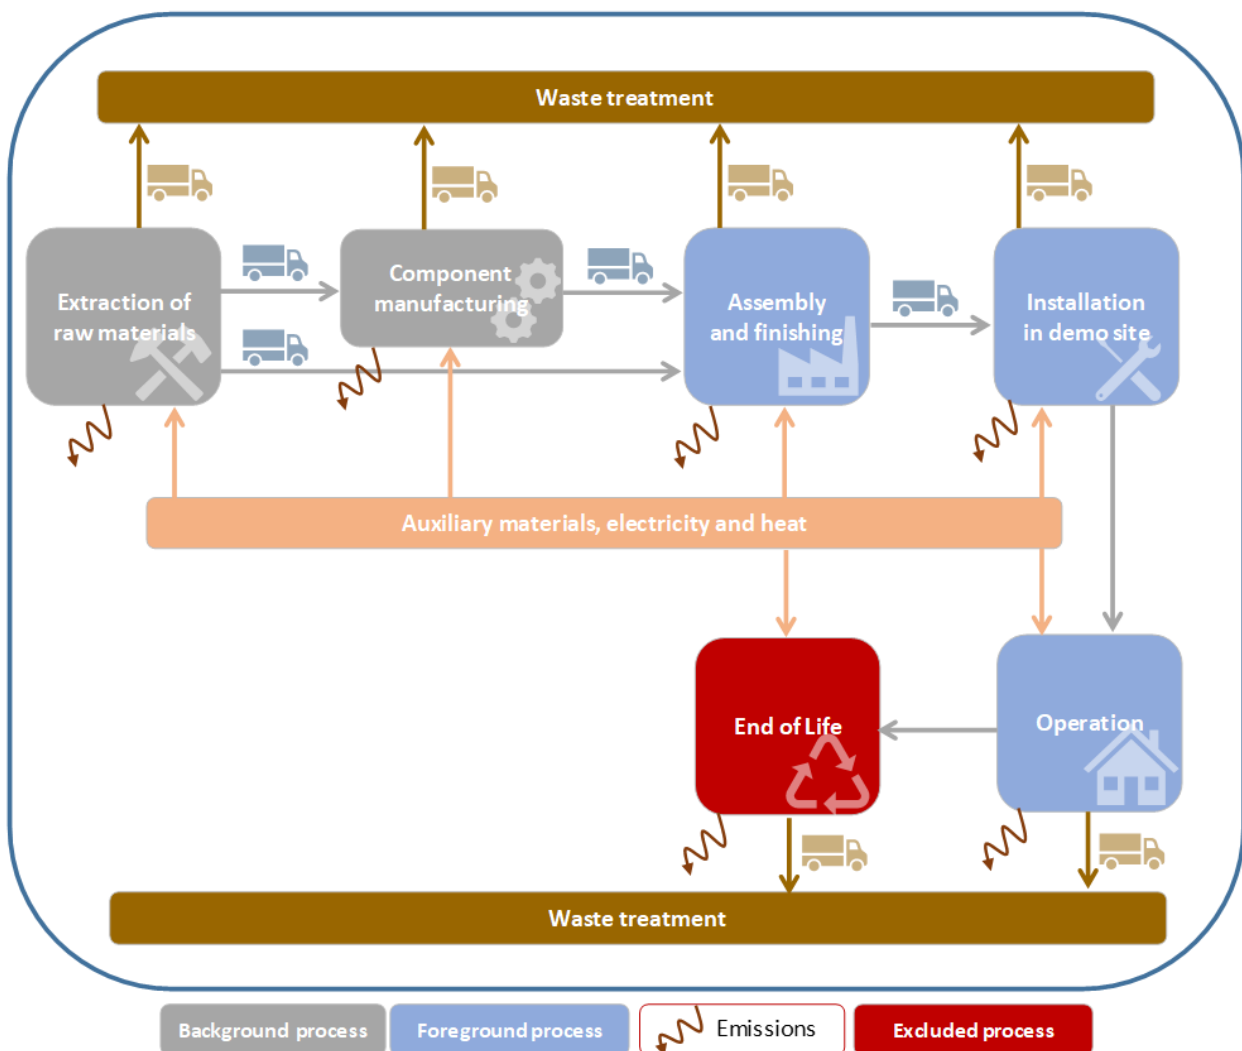 Waste treatment
Extraction of
raw materials
Component
manufacturing
Assembly
and finishing
Installation
in demo site
Auxiliary materials, electricity and heat
End of Life
Operation
Waste treatment
Background process
Foreground process
Emissions
Excluded process